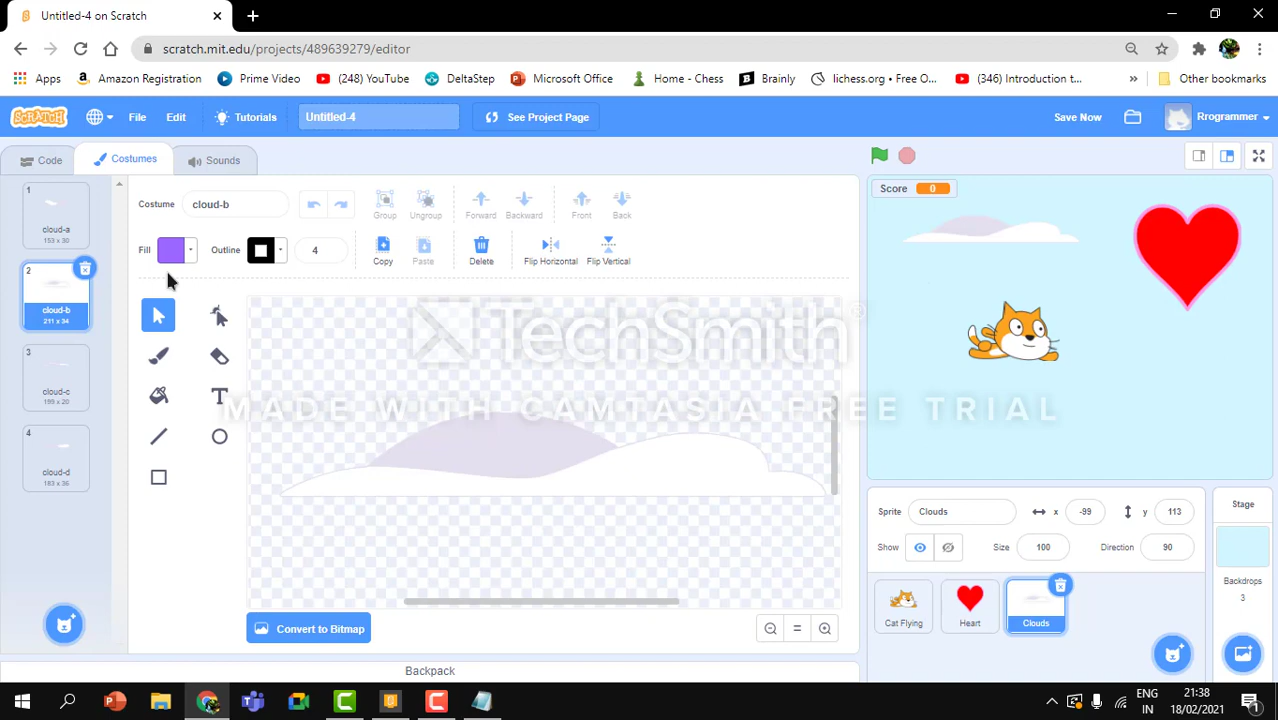 Untitled-4 on Scratch
scratch.mit.edu/projects/489639279/editor
Apps
Amazon Registration
Prime Video
(248) YouTube
DeltaStep
Microsoft Office
Home - Chess
Brainly
lichess.org • Free O...
(346) Introduction t...
»
Other bookmarks
SCRATCH
File
Edit
Tutorials
Untitled-4
See Project Page
Save Now
Rrogrammer
Code
Costumes
Sounds
1
cloud-a
153 x 30
2
cloud-b
211 x 34
3
cloud-c
199 x 20
4
cloud-d
183 x 36
Costume
cloud-b
Group
Ungroup
Forward
Backward
Front
Back
Fill
Outline
4
Copy
Paste
Delete
Flip Horizontal
Flip Vertical
Convert to Bitmap
TechSmith®
MADE WITH CAMTASIA FREE TRIAL
Score 0
Sprite
Clouds
x
-99
y
113
Show
Size
100
Direction
90
Cat Flying
Heart
Clouds
Stage
Backdrops
3
Backpack
ENG
IN
21:38
18/02/2021
1